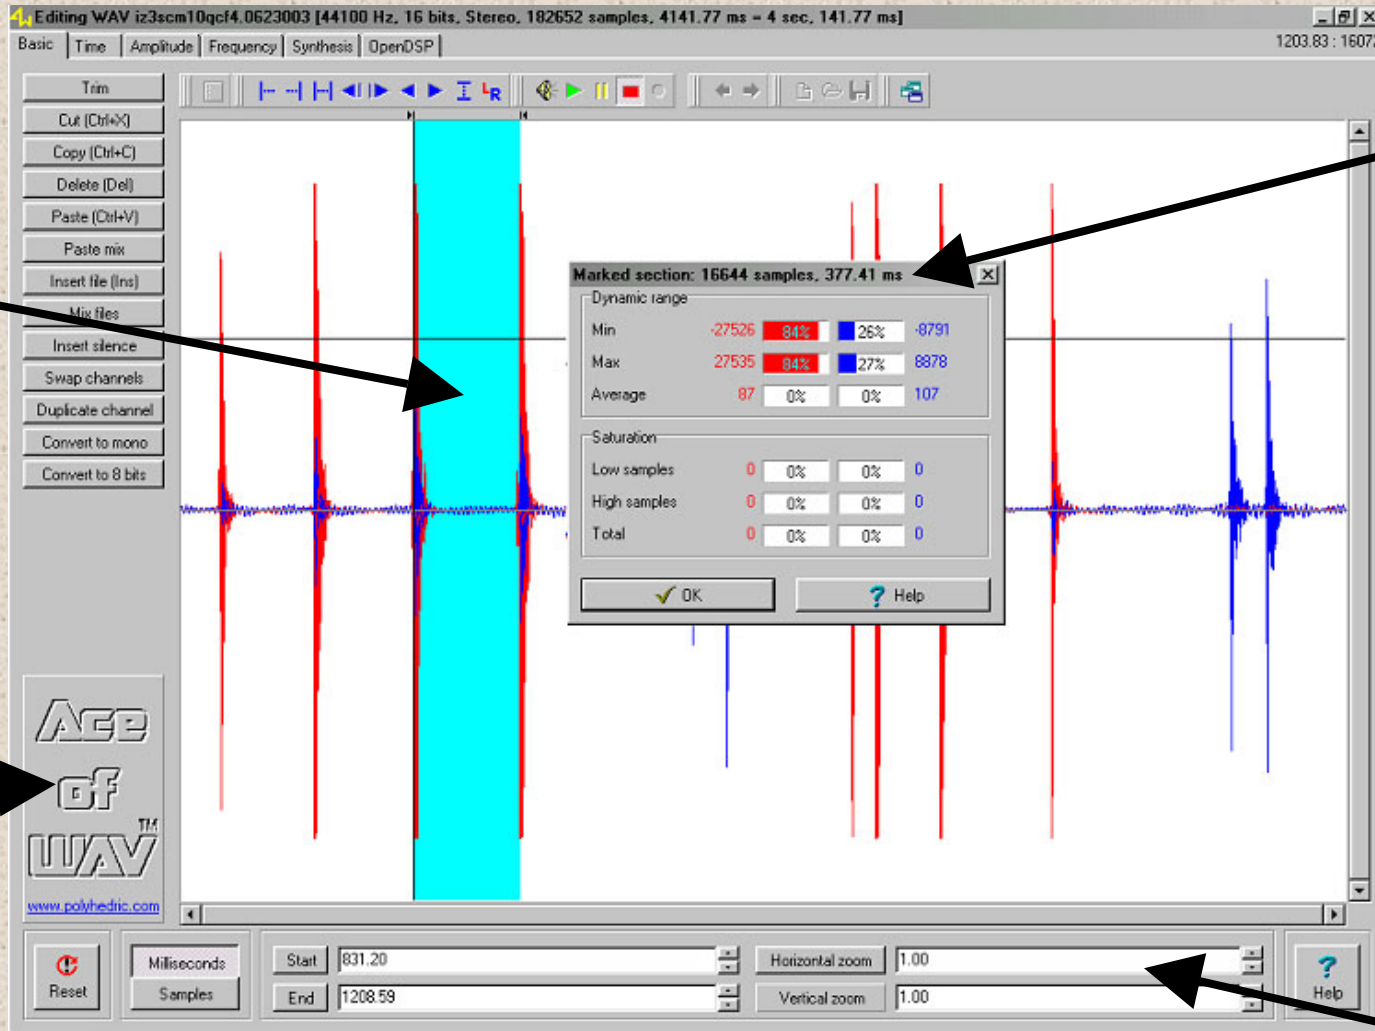 Editing WAV iz3scm10qcf4.0623003 [44100 Hz, 16 bits, Stereo, 182652 samples, 4141.77 ms = 4 sec, 141.77 ms]
Basic Time Amplitude Frequency Synthesis OpenDSP
1203.83 : 1607
Trim
Cut (Ctrl+X)
Copy (Ctrl+C)
Delete (Del)
Paste (Ctrl+V)
Paste mix
Insert file (Ins)
Mix files
Insert silence
Swap channels
Duplicate channel
Convert to mono
Convert to 8 bits
L R
Marked section: 16644 samples, 377.41 ms
Dynamic range
Min -27526 84% 26% -8791
Max 27535 84% 27% 8878
Average 87 0% 0% 107
Saturation
Low samples 0 0% 0% 0
High samples 0 0% 0% 0
Total 0 0% 0% 0
OK ? Help
Ace
of
WAV TM
www.polyhedric.com
Reset
Milliseconds
Samples
Start 831.20
End 1208.59
Horizontal zoom 1.00
Vertical zoom 1.00
? Help